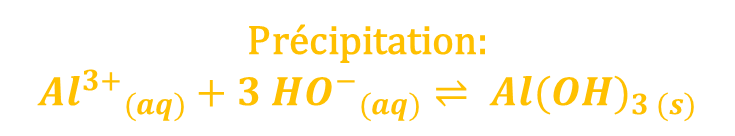 Précipitation:
Al³⁺ (aq) + 3 HO⁻ (aq) ⇌ Al(OH)₃ (s)